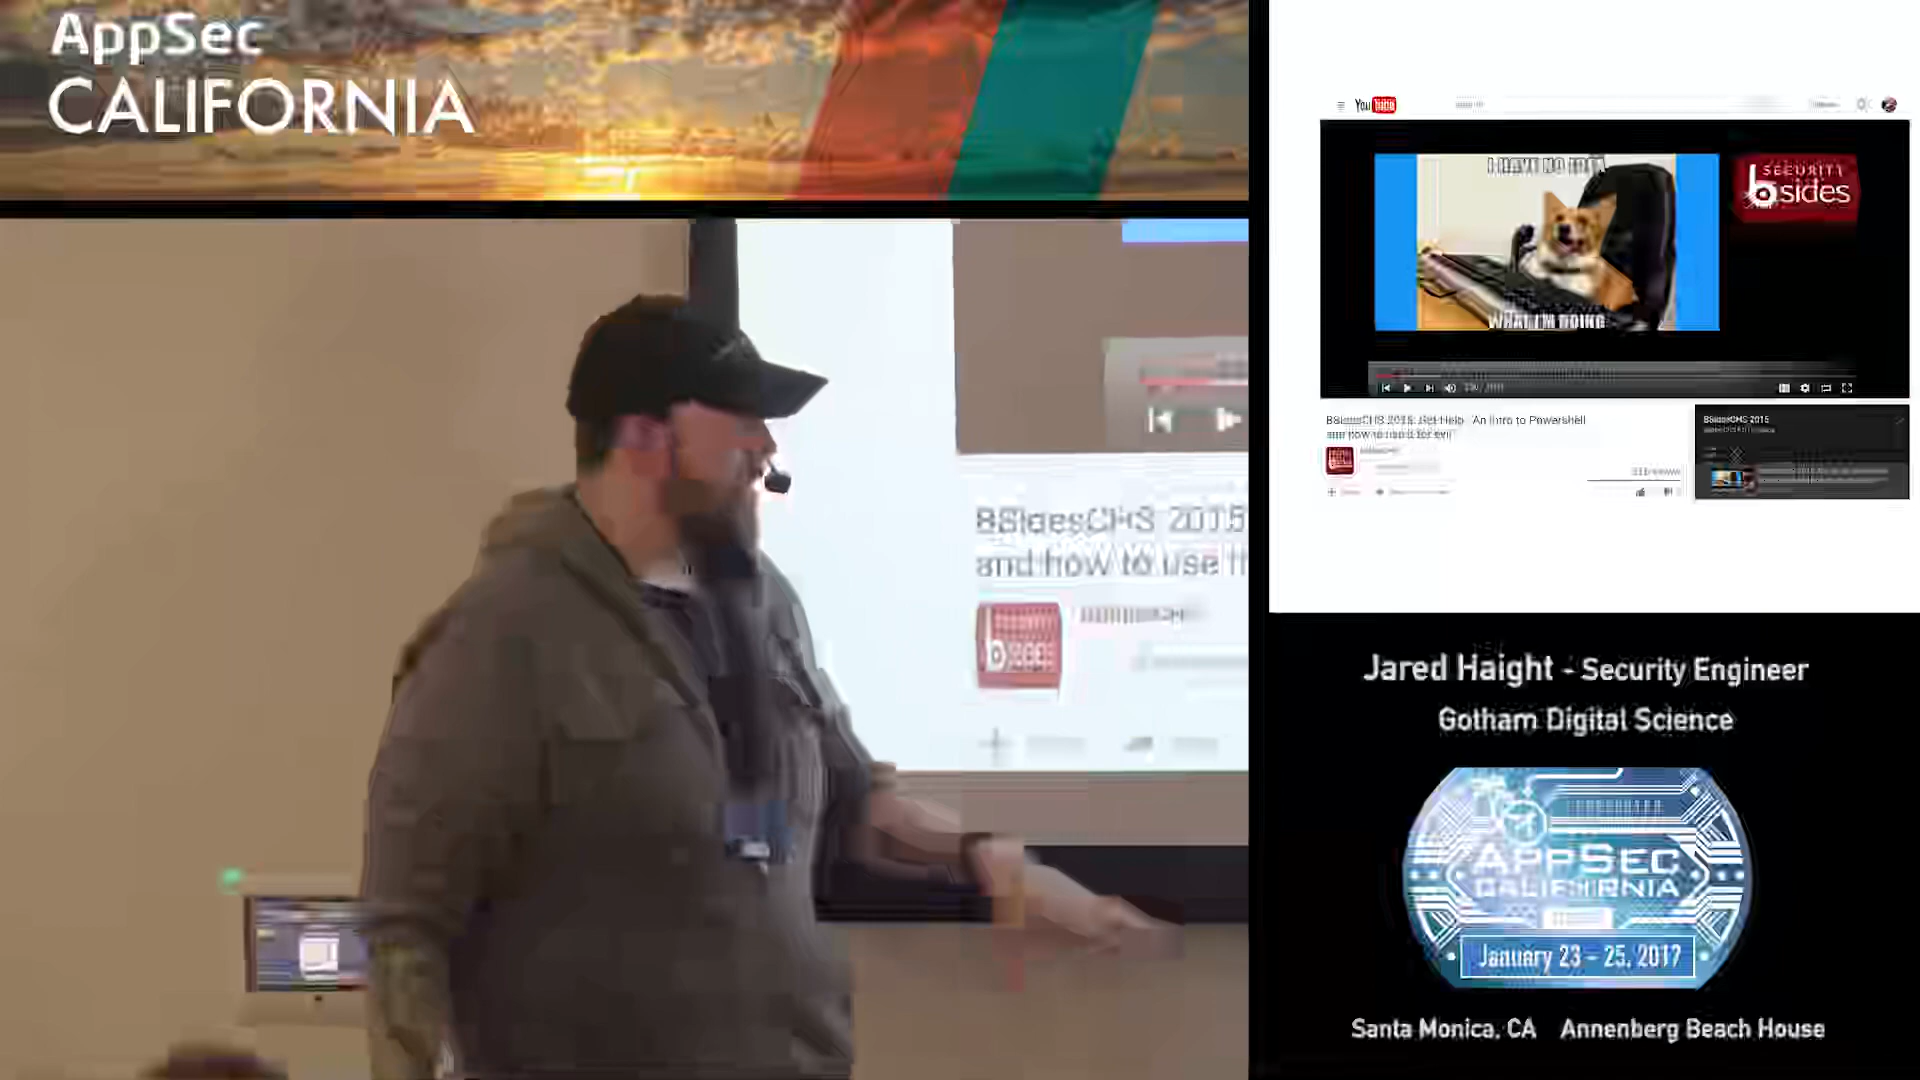 AppSec
CALIFORNIA
BSidesCHS 2015
and how to use it
YouTube
I HAVE NO IDEA
WHAT I'M DOING
SECURITY
bsides
BSidesCHS 2015: Get-Help - An Intro to Powershell
and how to use it for evil
BSidesCHS 2015
Jared Haight - Security Engineer
Gotham Digital Science
APPSEC
CALIFORNIA
January 23 - 25, 2017
Santa Monica, CA Annenberg Beach House